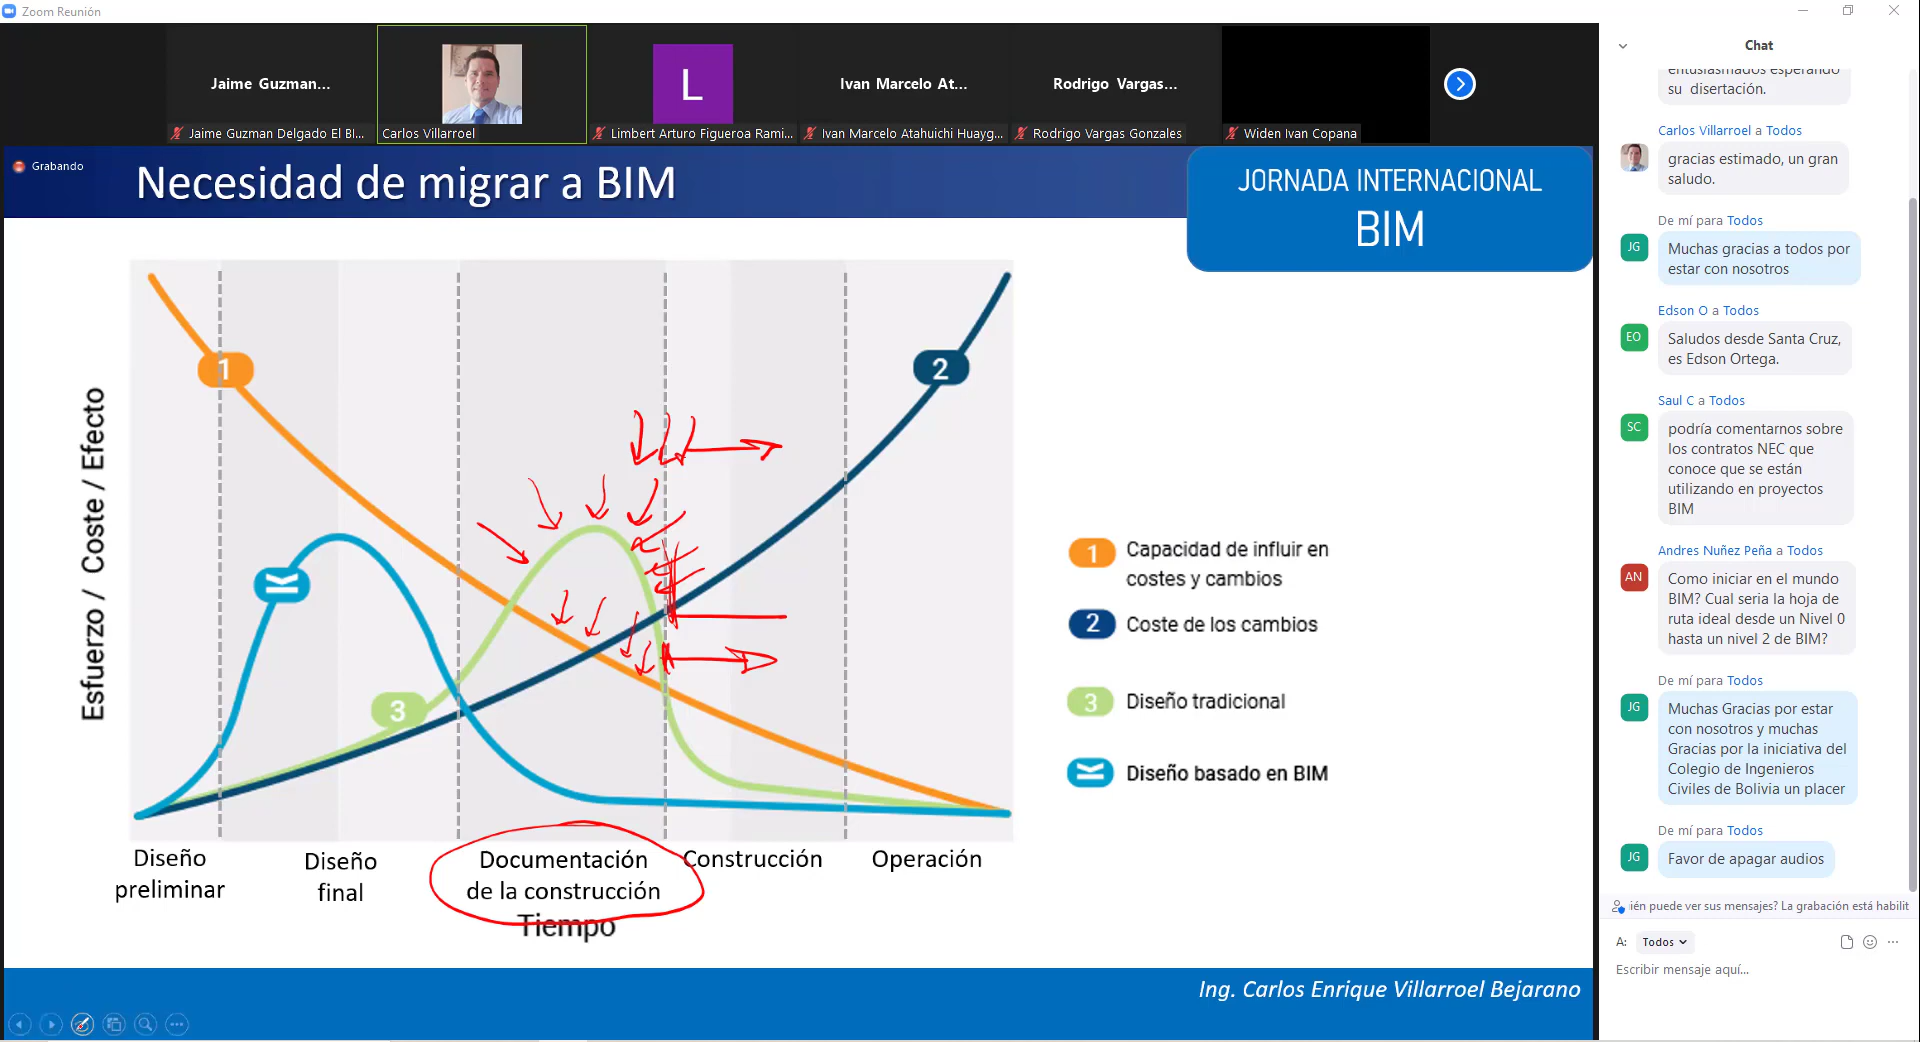 Zoom Reunión
Jaime Guzman...
Ivan Marcelo At...
Rodrigo Vargas...
L
Jaime Guzman Delgado El BI...
Carlos Villarroel
Limbert Arturo Figueroa Rami...
Ivan Marcelo Atahuichi Huayg...
Rodrigo Vargas Gonzales
Widen Ivan Copana
Grabando
Necesidad de migrar a BIM
JORNADA INTERNACIONAL
BIM
Esfuerzo / Coste / Efecto
1
2
3
1 Capacidad de influir en
costes y cambios
2 Coste de los cambios
3 Diseño tradicional
Diseño basado en BIM
Diseño
preliminar
Diseño
final
Documentación
de la construcción
Construcción
Operación
Tiempo
Ing. Carlos Enrique Villarroel Bejarano
Chat
entusiasmados esperando
su disertación.
Carlos Villarroel a Todos
gracias estimado, un gran
saludo.
De mí para Todos
JG
Muchas gracias a todos por
estar con nosotros
Edson O a Todos
EO
Saludos desde Santa Cruz,
es Edson Ortega.
Saul C a Todos
SC
podría comentarnos sobre
los contratos NEC que
conoce que se están
utilizando en proyectos
BIM
Andres Nuñez Peña a Todos
AN
Como iniciar en el mundo
BIM? Cual seria la hoja de
ruta ideal desde un Nivel 0
hasta un nivel 2 de BIM?
De mí para Todos
JG
Muchas Gracias por estar
con nosotros y muchas
Gracias por la iniciativa del
Colegio de Ingenieros
Civiles de Bolivia un placer
De mí para Todos
JG
Favor de apagar audios
ién puede ver sus mensajes? La grabación está habilit
A: Todos
Escribir mensaje aquí...